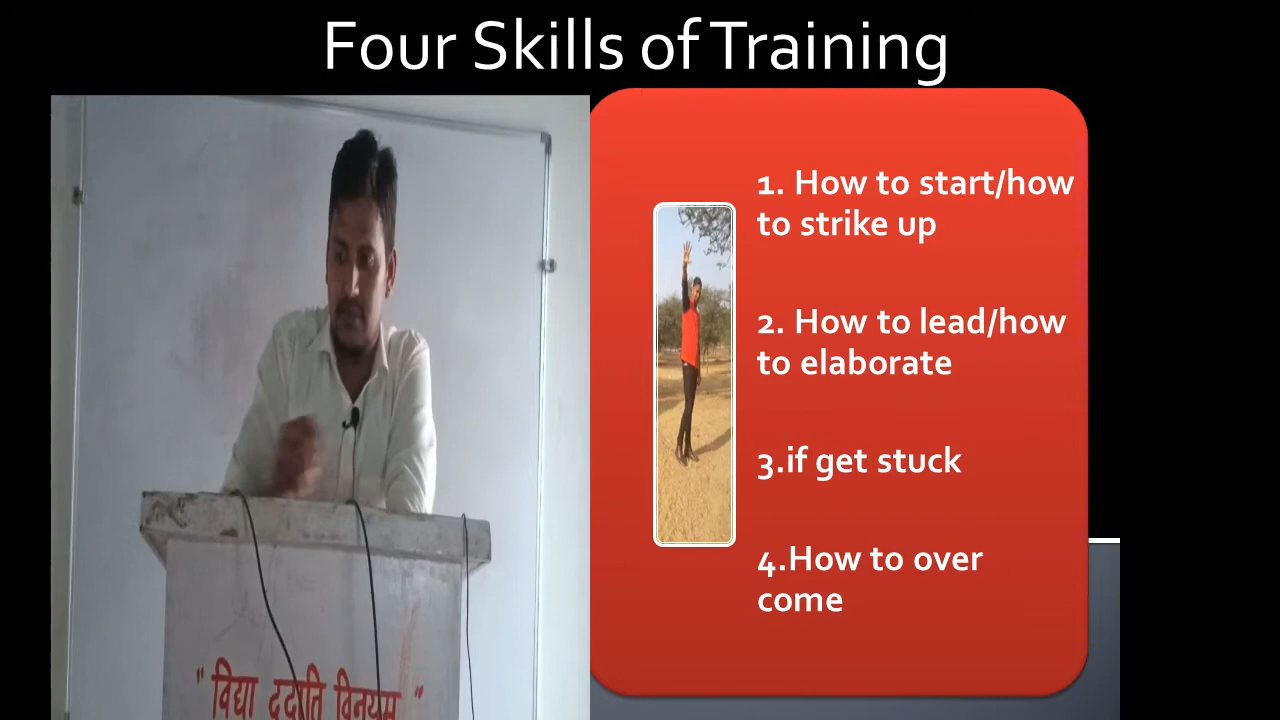 Four Skills of Training
1. How to start/how
to strike up
2. How to lead/how
to elaborate
3.if get stuck
4.How to over
come
" विद्या ददाति विनयम "